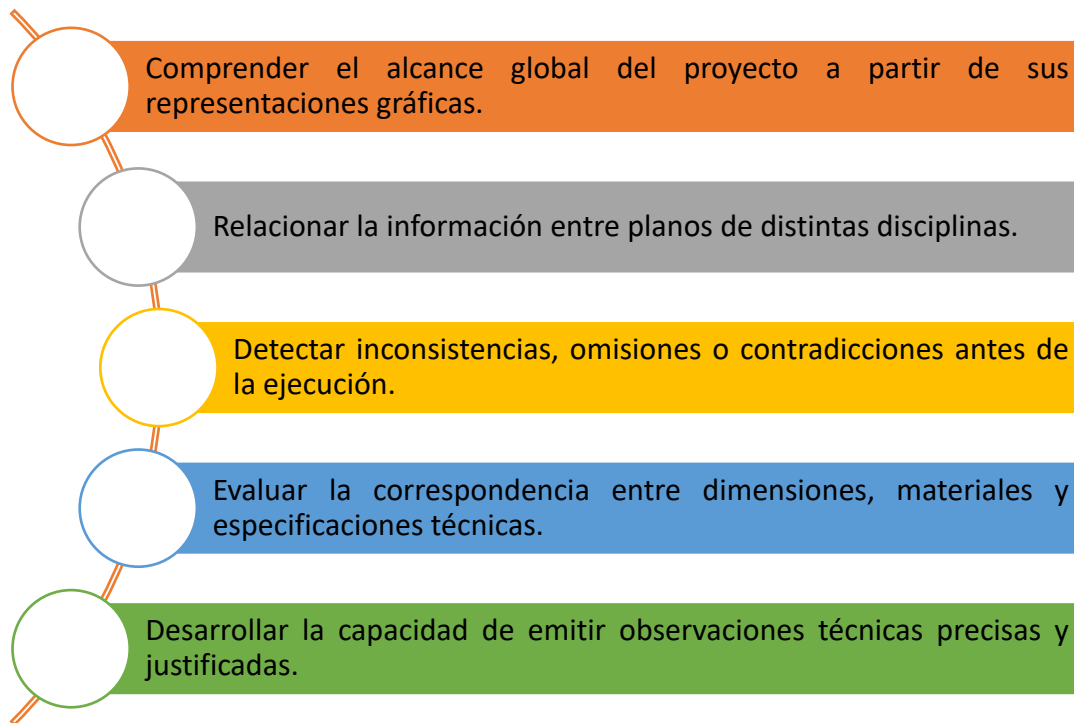 Comprender el alcance global del proyecto a partir de sus
representaciones gráficas.
Relacionar la información entre planos de distintas disciplinas.
Detectar inconsistencias, omisiones o contradicciones antes de
la ejecución.
Evaluar la correspondencia entre dimensiones, materiales y
especificaciones técnicas.
Desarrollar la capacidad de emitir observaciones técnicas precisas y
justificadas.